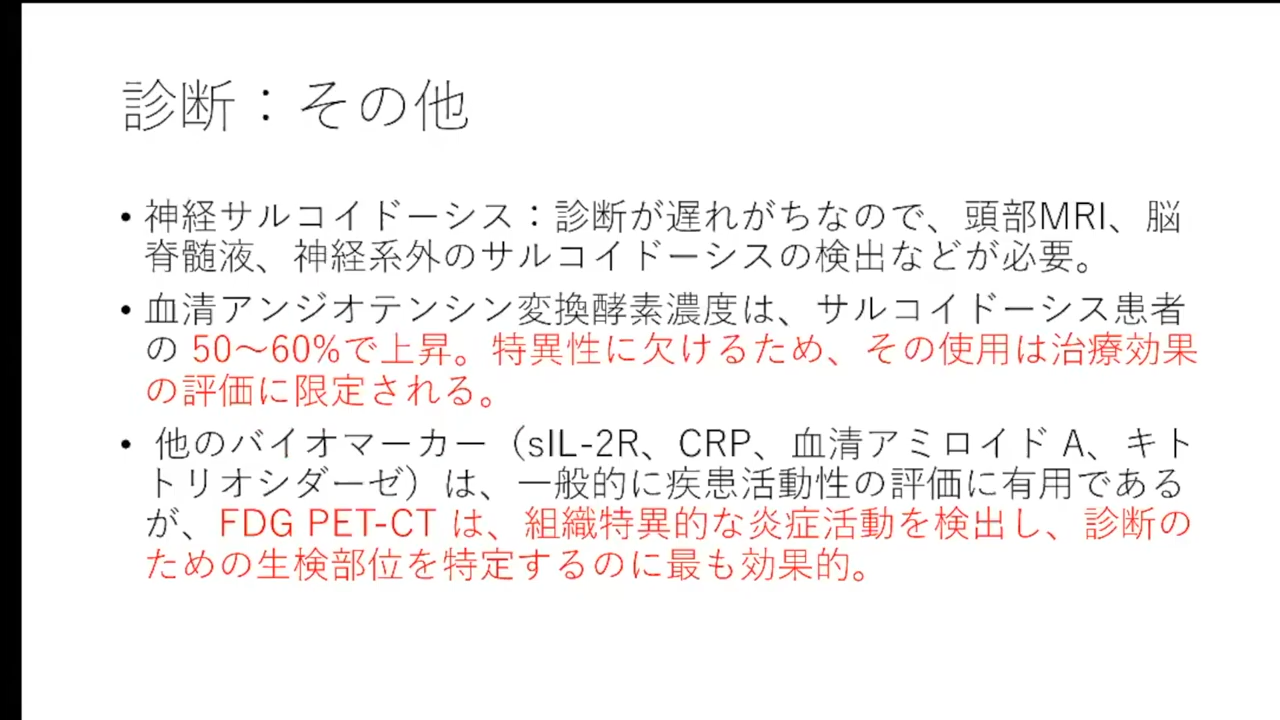 診断：その他
• 神経サルコイドーシス：診断が遅れがちなので、頭部MRI、脳
脊髄液、神経系外のサルコイドーシスの検出などが必要。
• 血清アンジオテンシン変換酵素濃度は、サルコイドーシス患者
の 50～60%で上昇。特異性に欠けるため、その使用は治療効果
の評価に限定される。
• 他のバイオマーカー（sIL-2R、CRP、血清アミロイド A、キト
トリオシダーゼ）は、一般的に疾患活動性の評価に有用である
が、FDG PET-CT は、組織特異的な炎症活動を検出し、診断の
ための生検部位を特定するのに最も効果的。